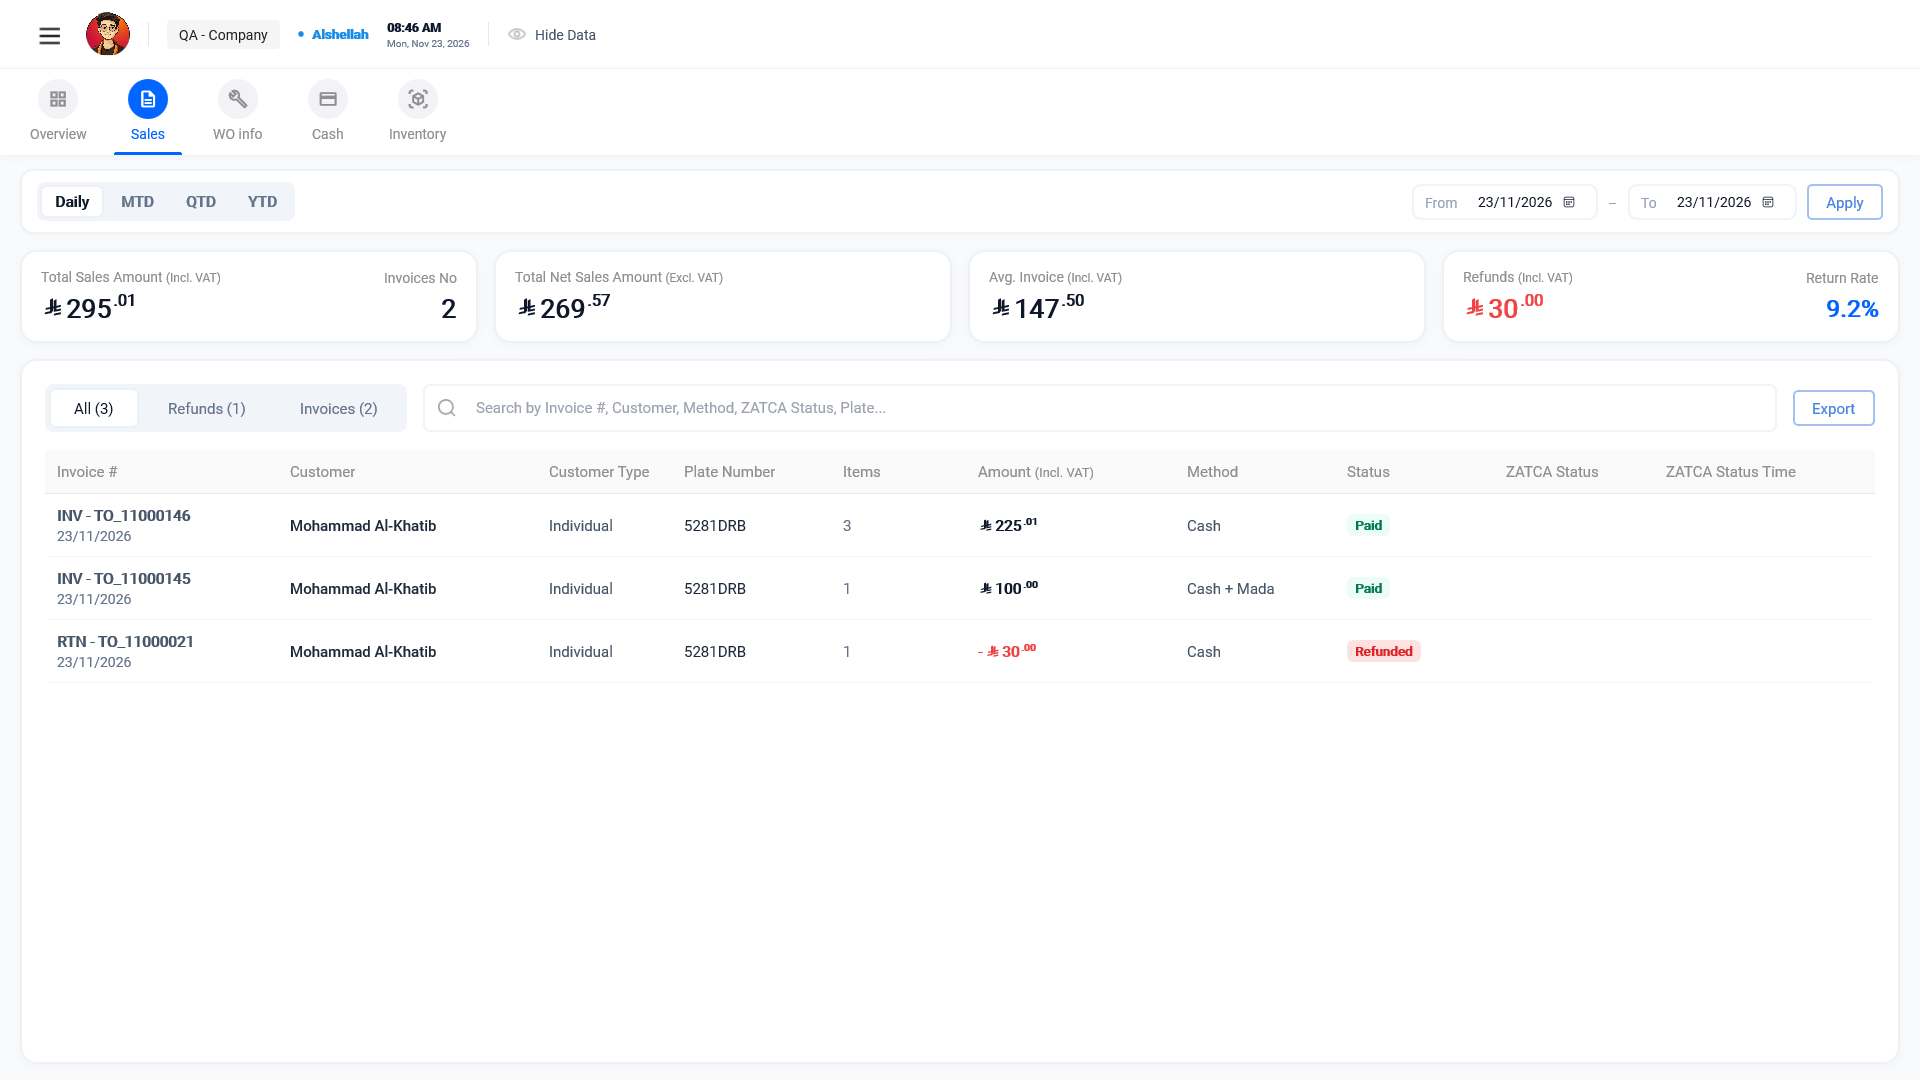 QA - Company
• Alshellah
08:46 AM
Mon, Nov 23, 2026
Hide Data
Overview
Sales
WO info
Cash
Inventory
Daily
MTD
QTD
YTD
From 23/11/2026
–
To 23/11/2026
Apply
Total Sales Amount (Incl. VAT)
Invoices No
295.01
2
Total Net Sales Amount (Excl. VAT)
269.57
Avg. Invoice (Incl. VAT)
147.50
Refunds (Incl. VAT)
Return Rate
30.00
9.2%
All (3)
Refunds (1)
Invoices (2)
Search by Invoice #, Customer, Method, ZATCA Status, Plate...
Export
Invoice # Customer Customer Type Plate Number Items Amount (Incl. VAT) Method Status ZATCA Status ZATCA Status Time
INV - TO_11000146
23/11/2026
Mohammad Al-Khatib Individual 5281DRB 3 225.01 Cash Paid
INV - TO_11000145
23/11/2026
Mohammad Al-Khatib Individual 5281DRB 1 100.00 Cash + Mada Paid
RTN - TO_11000021
23/11/2026
Mohammad Al-Khatib Individual 5281DRB 1 - 30.00 Cash Refunded